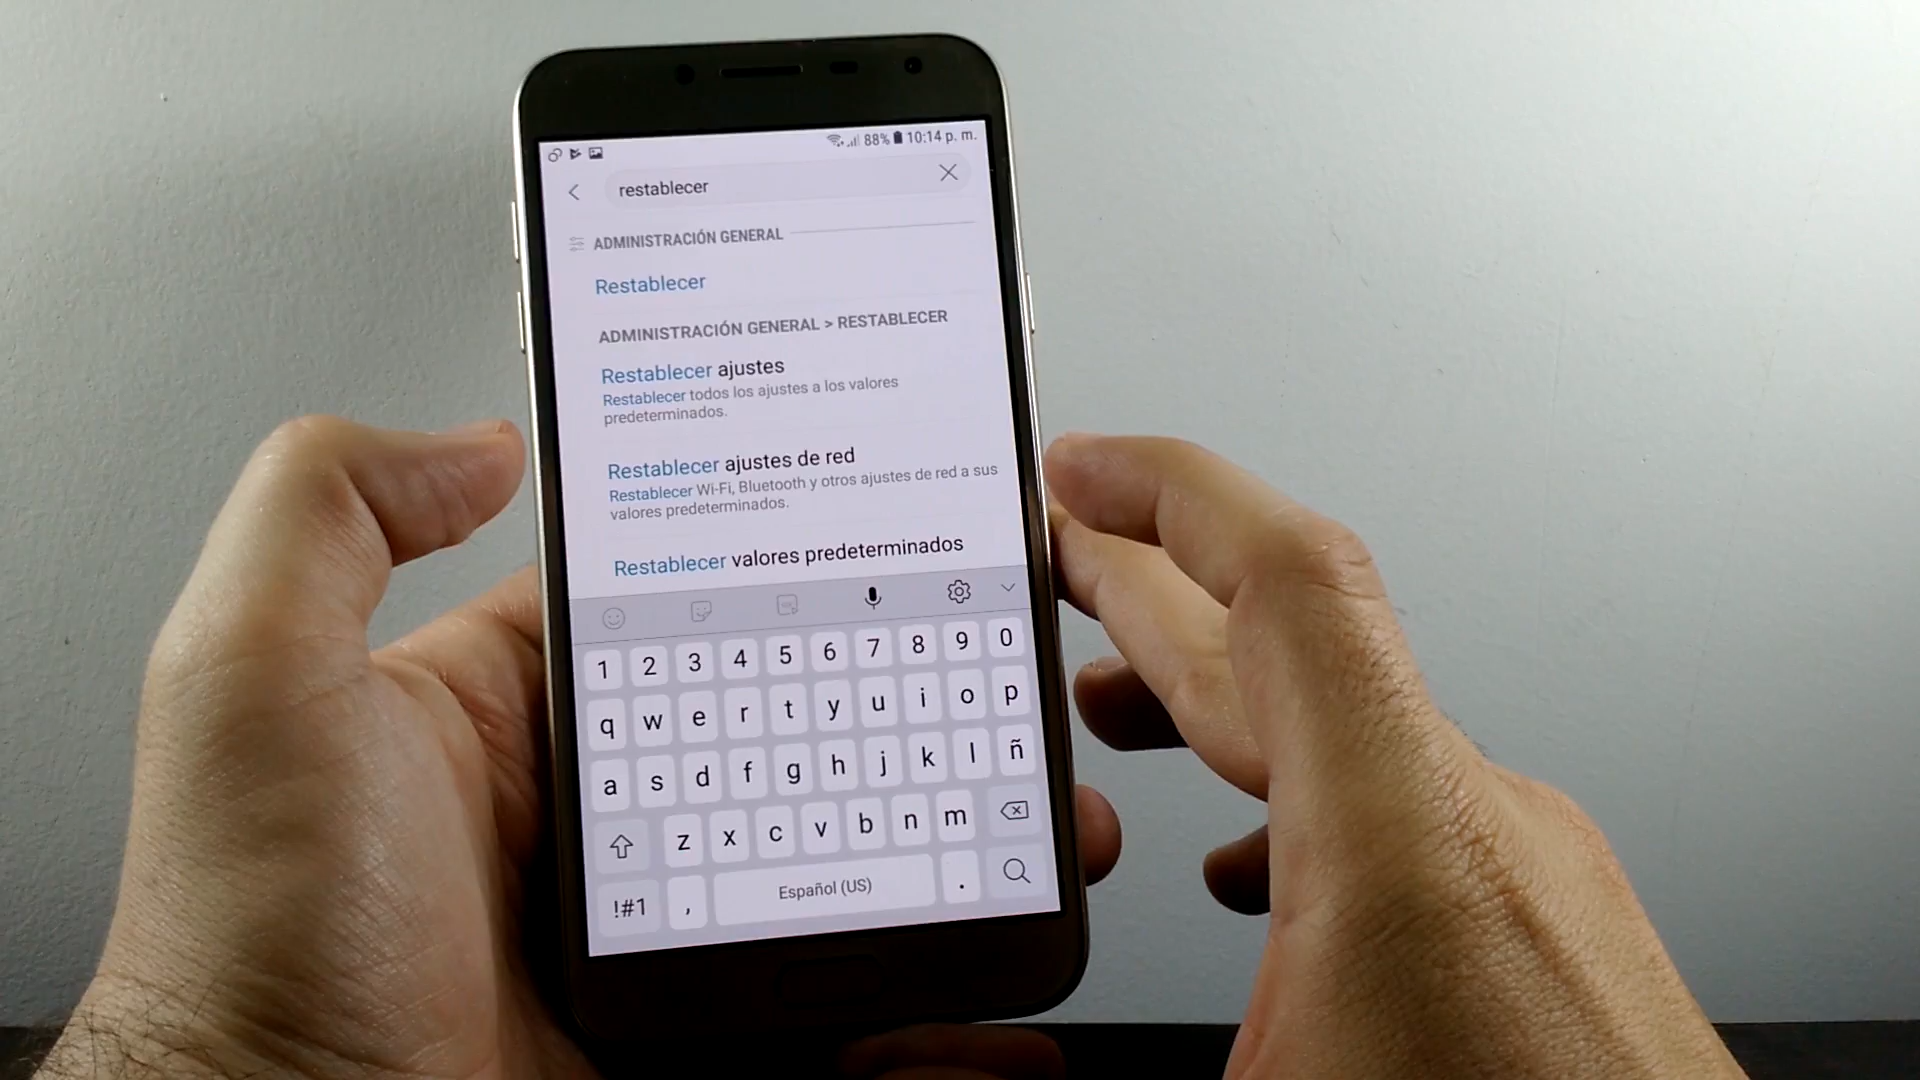 88% 10:14 p. m.
restablecer
ADMINISTRACIÓN GENERAL
Restablecer
ADMINISTRACIÓN GENERAL > RESTABLECER
Restablecer ajustes
Restablecer todos los ajustes a los valores
predeterminados.
Restablecer ajustes de red
Restablecer Wi-Fi, Bluetooth y otros ajustes de red a sus
valores predeterminados.
Restablecer valores predeterminados
1 2 3 4 5 6 7 8 9 0
q w e r t y u i o p
a s d f g h j k l ñ
z x c v b n m
!#1 , Español (US) .